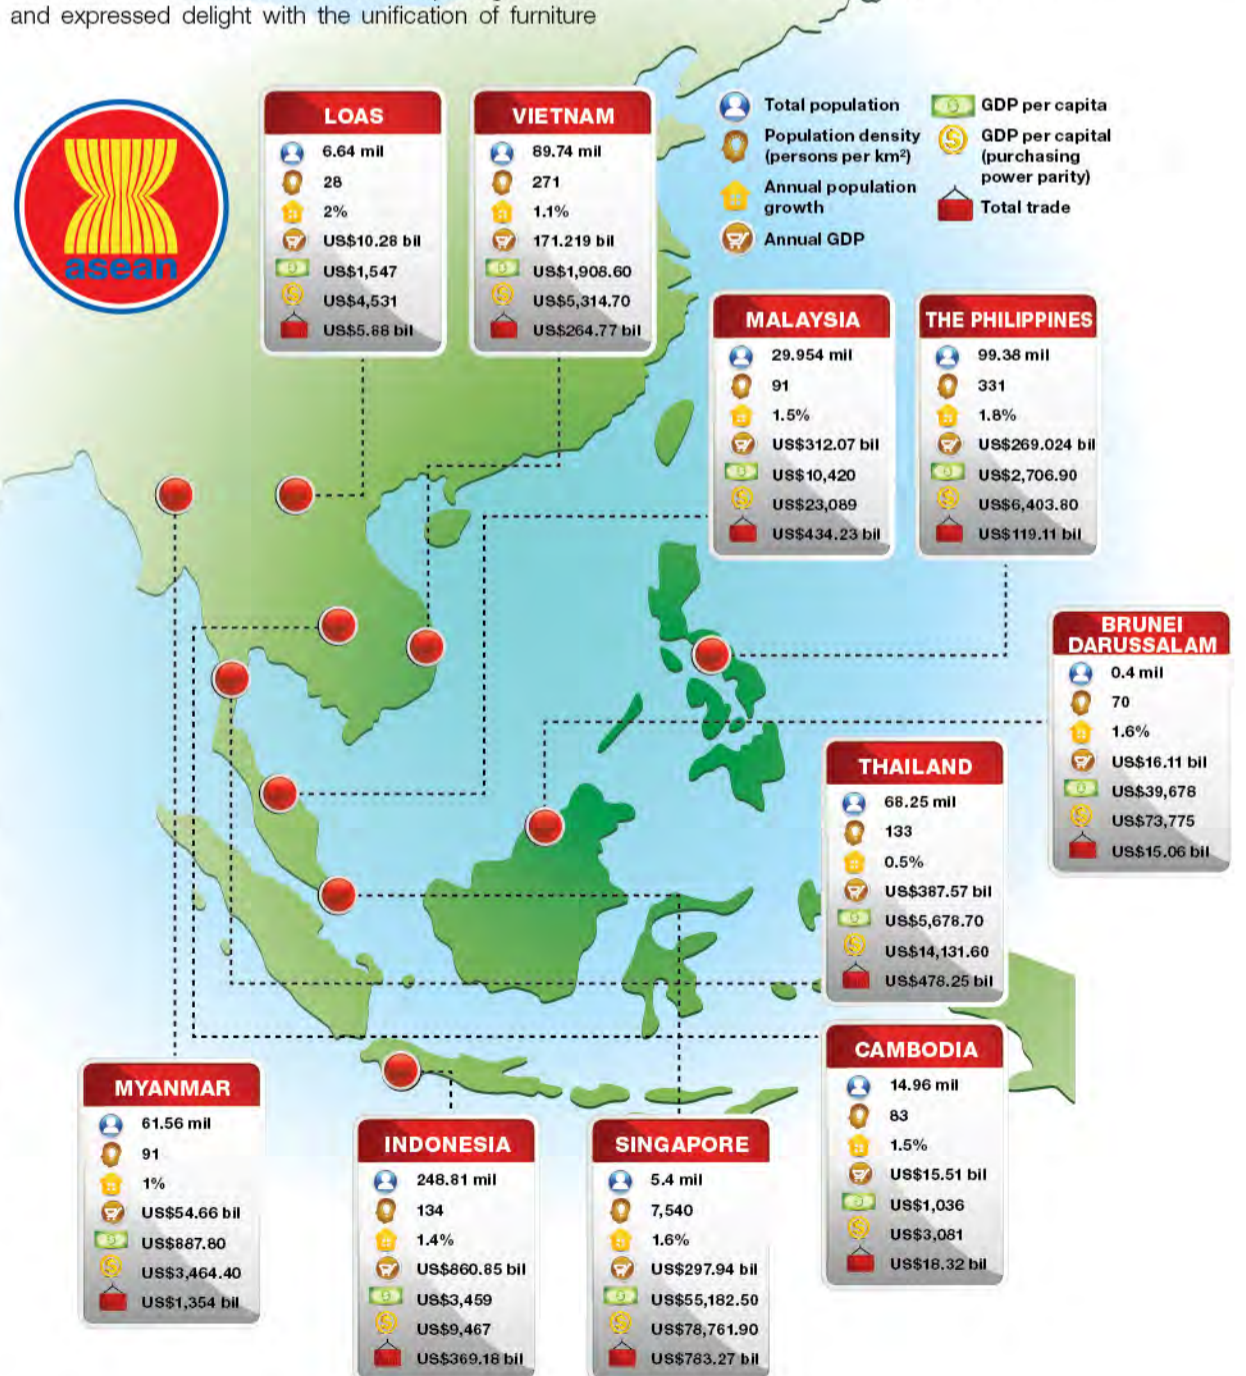 and expressed delight with the unification of furniture
asean
LOAS
6.64 mil
28
2%
US$10.28 bil
US$1,547
US$4,531
US$5.88 bil
VIETNAM
89.74 mil
271
1.1%
171.219 bil
US$1,908.60
US$5,314.70
US$264.77 bil
Total population
Population density
(persons per km²)
Annual population
growth
Annual GDP
GDP per capita
GDP per capital
(purchasing
power parity)
Total trade
MALAYSIA
29.954 mil
91
1.5%
US$312.07 bil
US$10,420
US$23,089
US$434.23 bil
THE PHILIPPINES
99.38 mil
331
1.8%
US$269.024 bil
US$2,706.90
US$6,403.80
US$119.11 bil
BRUNEI
DARUSSALAM
0.4 mil
70
1.6%
US$16.11 bil
US$39,678
US$73,775
US$15.06 bil
THAILAND
68.25 mil
133
0.5%
US$387.57 bil
US$5,678.70
US$14,131.60
US$478.25 bil
CAMBODIA
14.96 mil
83
1.5%
US$15.51 bil
US$1,036
US$3,081
US$18.32 bil
MYANMAR
61.56 mil
91
1%
US$54.66 bil
US$887.80
US$3,464.40
US$1,354 bil
INDONESIA
248.81 mil
134
1.4%
US$860.85 bil
US$3,459
US$9,467
US$369.18 bil
SINGAPORE
5.4 mil
7,540
1.6%
US$297.94 bil
US$55,182.50
US$78,761.90
US$783.27 bil